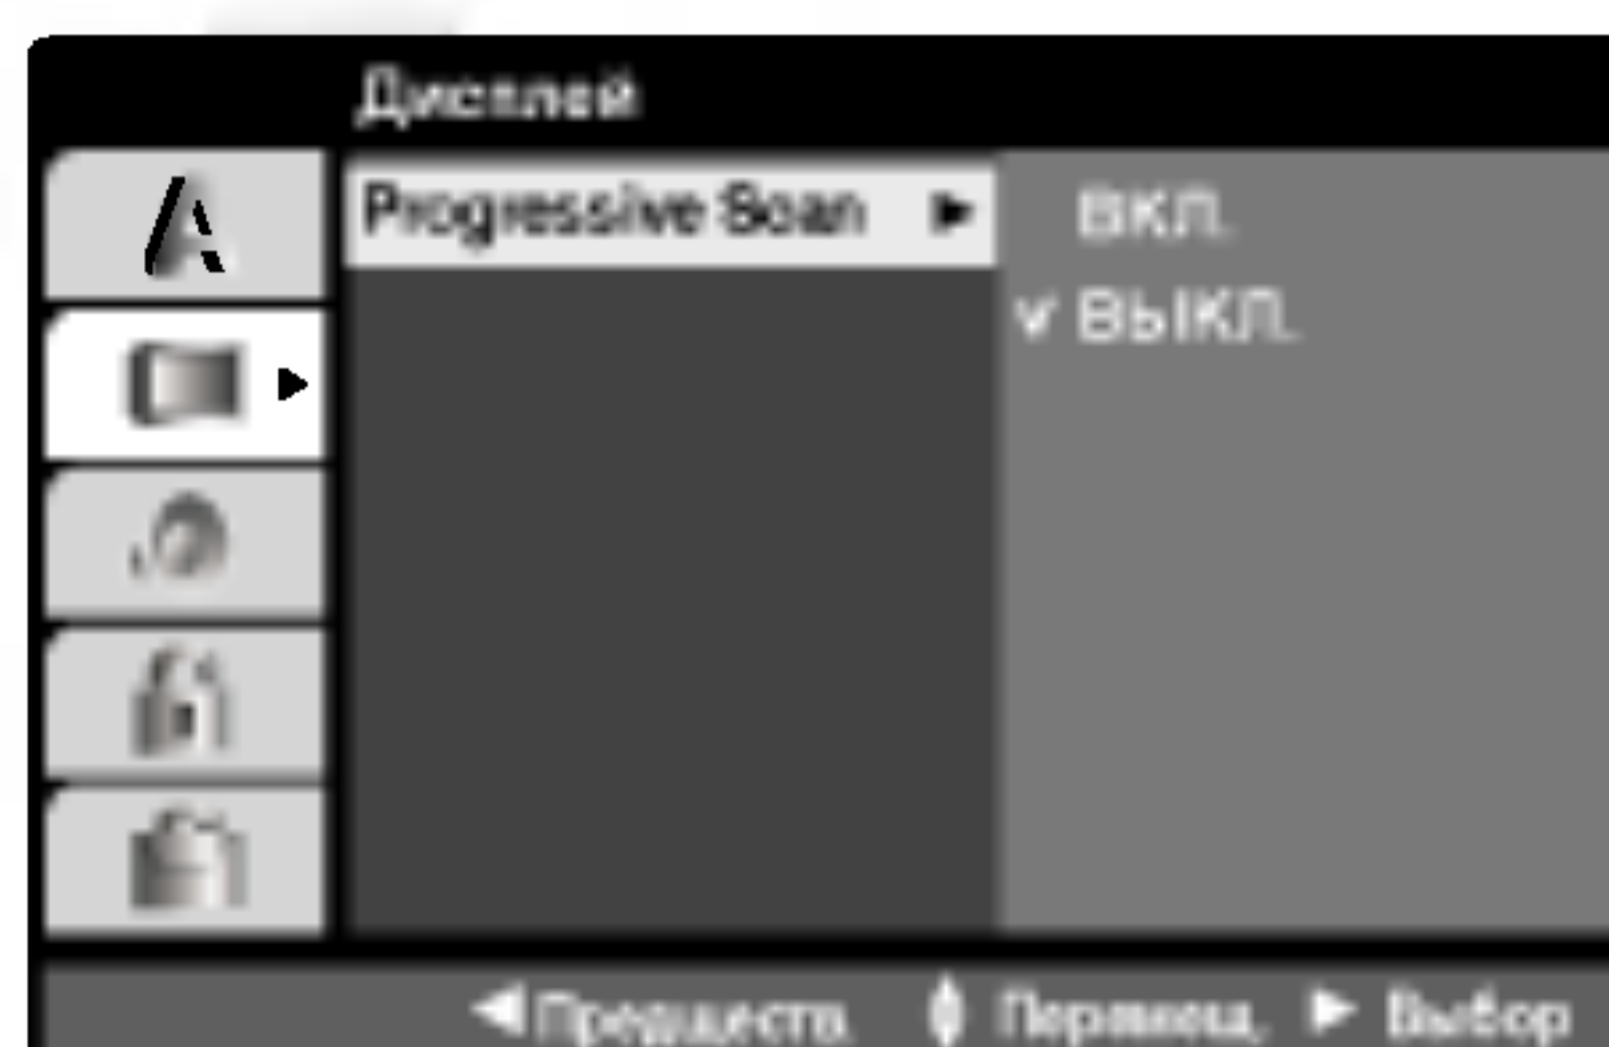 Дисплей
Progressive Scan ► ВКЛ.
v ВЫКЛ.
◄ Предшеств. Перемещ. ► Выбор